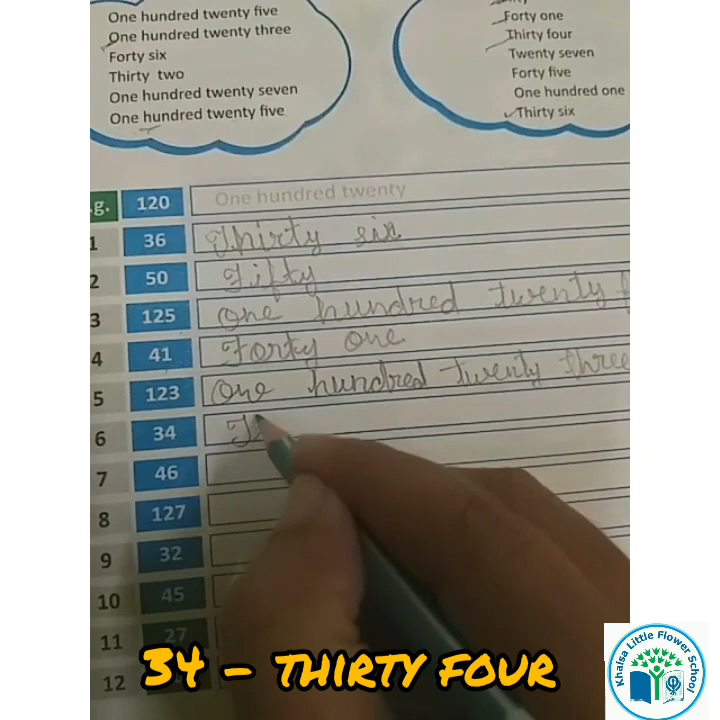 One hundred twenty five
One hundred twenty three
Forty six
Thirty two
One hundred twenty seven
One hundred twenty five
Forty one
Thirty four
Twenty seven
Forty five
One hundred one
Thirty six
.g. 120 One hundred twenty
1 36 Thirty six
2 50 Fifty
3 125 One hundred twenty f
4 41 Forty one
5 123 One hundred twenty three
6 34 T
7 46
8 127
9 32
10 45
11 27
12
34 - THIRTY FOUR
Khalsa Little Flower School